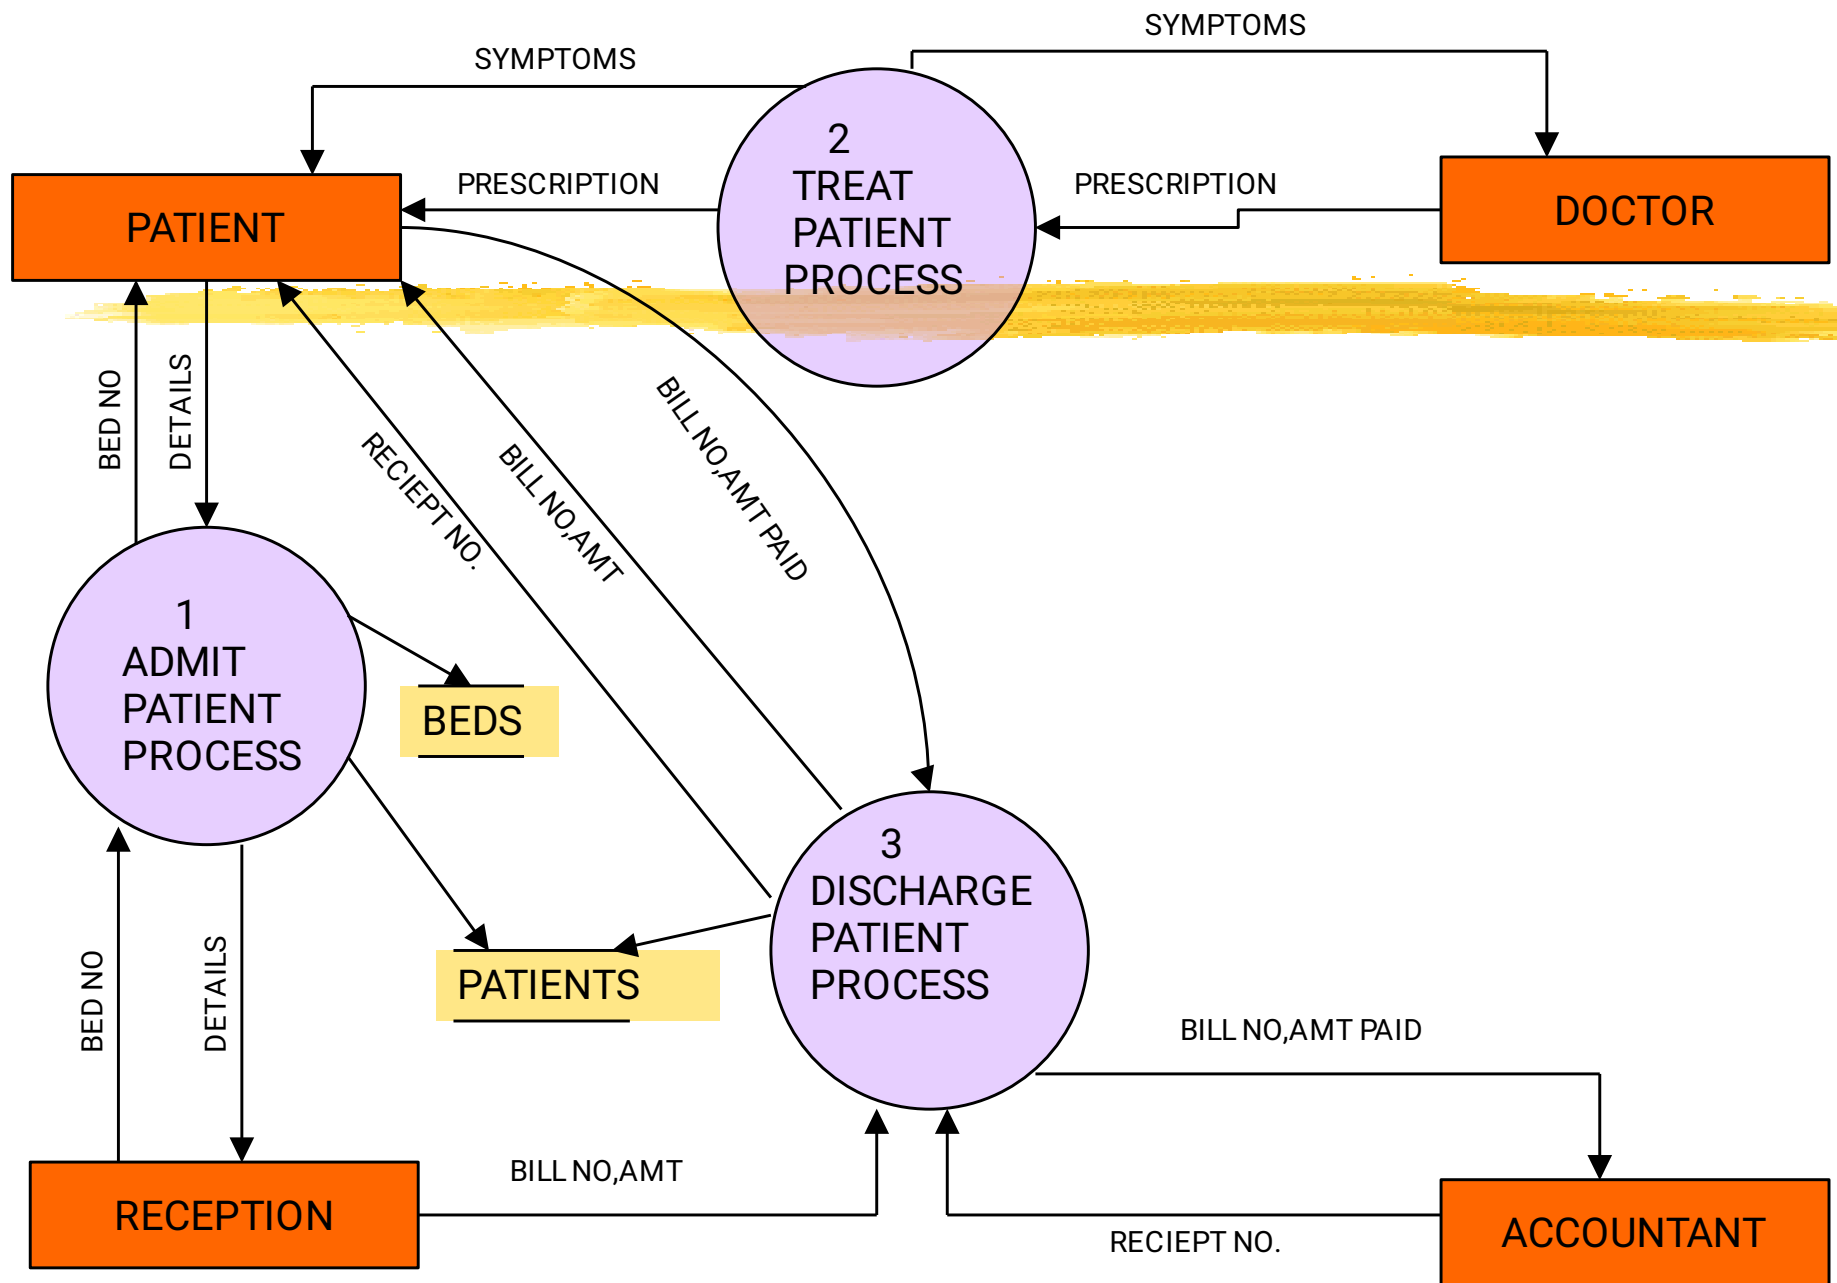 SYMPTOMS
SYMPTOMS
2
TREAT
PATIENT
PROCESS
PATIENT
PRESCRIPTION
PRESCRIPTION
DOCTOR
BED NO
DETAILS
RECIEPT NO.
BILL NO,AMT
BILL NO,AMT PAID
1
ADMIT
PATIENT
PROCESS
BEDS
3
DISCHARGE
PATIENT
PROCESS
PATIENTS
BED NO
DETAILS
BILL NO,AMT PAID
BILL NO,AMT
RECEPTION
RECIEPT NO.
ACCOUNTANT